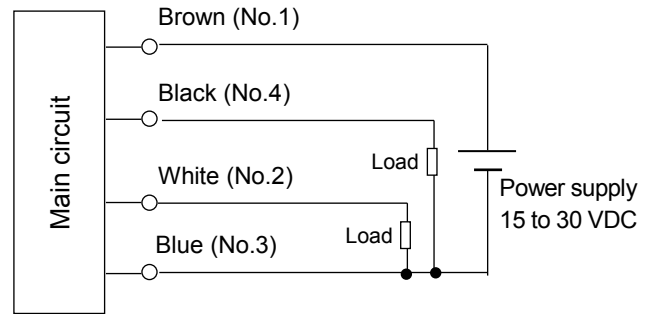 Brown (No.1)
Black (No.4)
Main circuit
Load
White (No.2)
Power supply
15 to 30 VDC
Load
Blue (No.3)